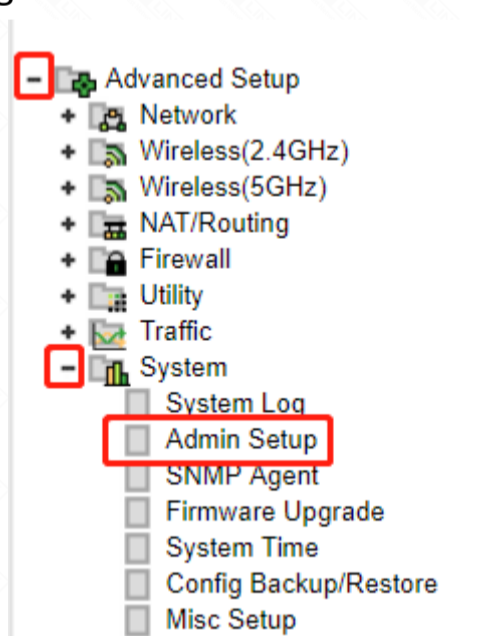 Advanced Setup
Network
Wireless(2.4GHz)
Wireless(5GHz)
NAT/Routing
Firewall
Utility
Traffic
System
System Log
Admin Setup
SNMP Agent
Firmware Upgrade
System Time
Config Backup/Restore
Misc Setup